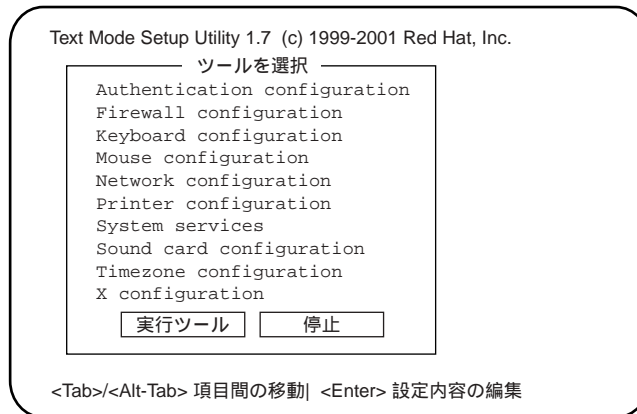 Text Mode Setup Utility 1.7 (c) 1999-2001 Red Hat, Inc.
ツールを選択
Authentication configuration
Firewall configuration
Keyboard configuration
Mouse configuration
Network configuration
Printer configuration
System services
Sound card configuration
Timezone configuration
X configuration
実行ツール 停止
<Tab>/<Alt-Tab> 項目間の移動| <Enter> 設定内容の編集